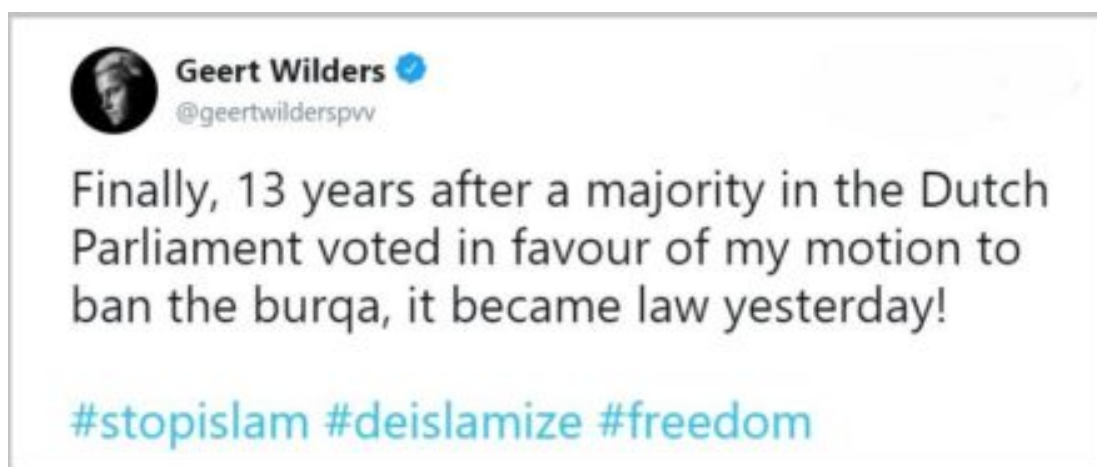 Geert Wilders
@geertwilderspvv
Finally, 13 years after a majority in the Dutch
Parliament voted in favour of my motion to
ban the burqa, it became law yesterday!
#stopislam #deislamize #freedom